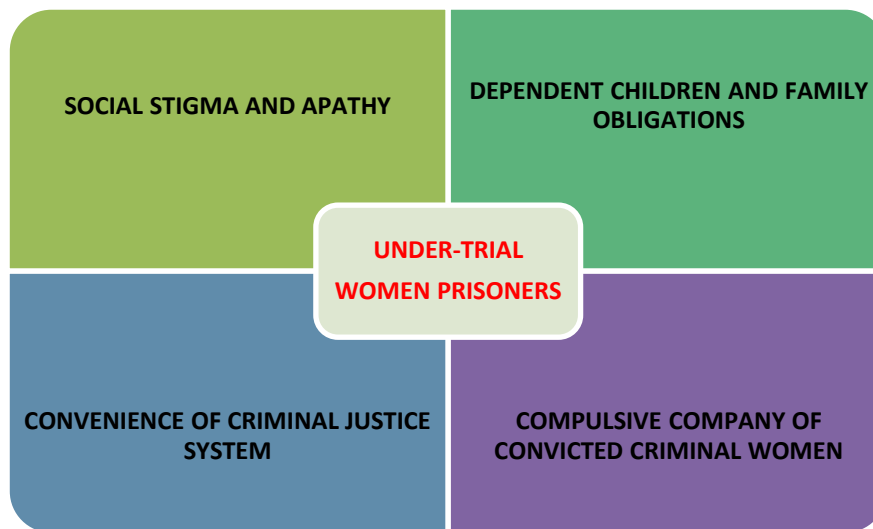 SOCIAL STIGMA AND APATHY
DEPENDENT CHILDREN AND FAMILY
OBLIGATIONS
UNDER-TRIAL
WOMEN PRISONERS
CONVENIENCE OF CRIMINAL JUSTICE
SYSTEM
COMPULSIVE COMPANY OF
CONVICTED CRIMINAL WOMEN